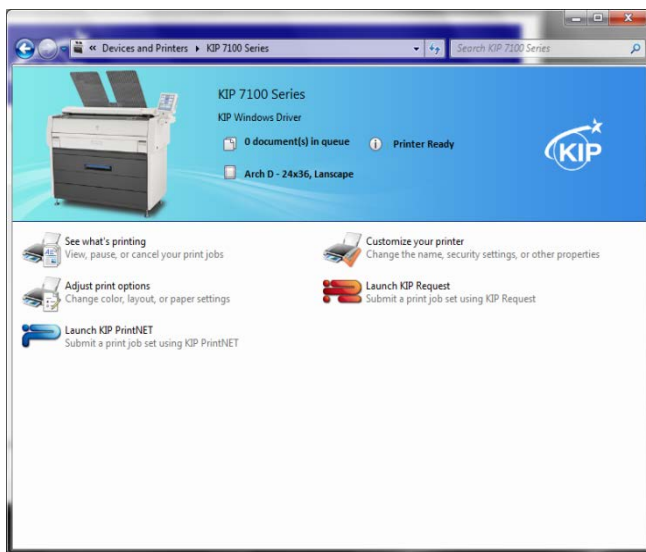 « Devices and Printers ▸ KIP 7100 Series
Search KIP 7100 Series
KIP 7100 Series
KIP Windows Driver
0 document(s) in queue
Printer Ready
Arch D - 24x36, Lanscape
KIP
See what's printing
View, pause, or cancel your print jobs
Customize your printer
Change the name, security settings, or other properties
Adjust print options
Change color, layout, or paper settings
Launch KIP Request
Submit a print job set using KIP Request
Launch KIP PrintNET
Submit a print job set using KIP PrintNET